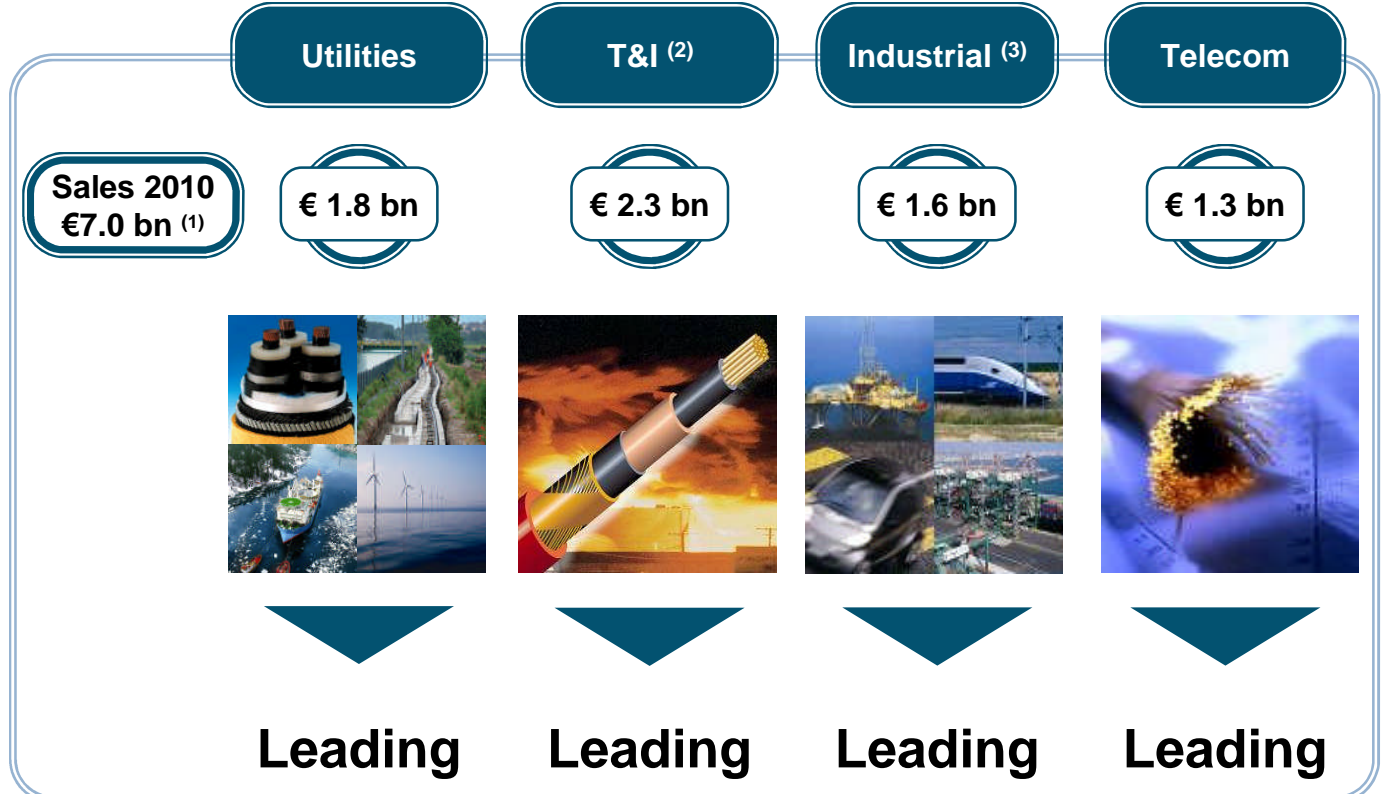 Utilities
T&I (2)
Industrial (3)
Telecom
Sales 2010
€7.0 bn (1)
€ 1.8 bn
€ 2.3 bn
€ 1.6 bn
€ 1.3 bn
Leading
Leading
Leading
Leading